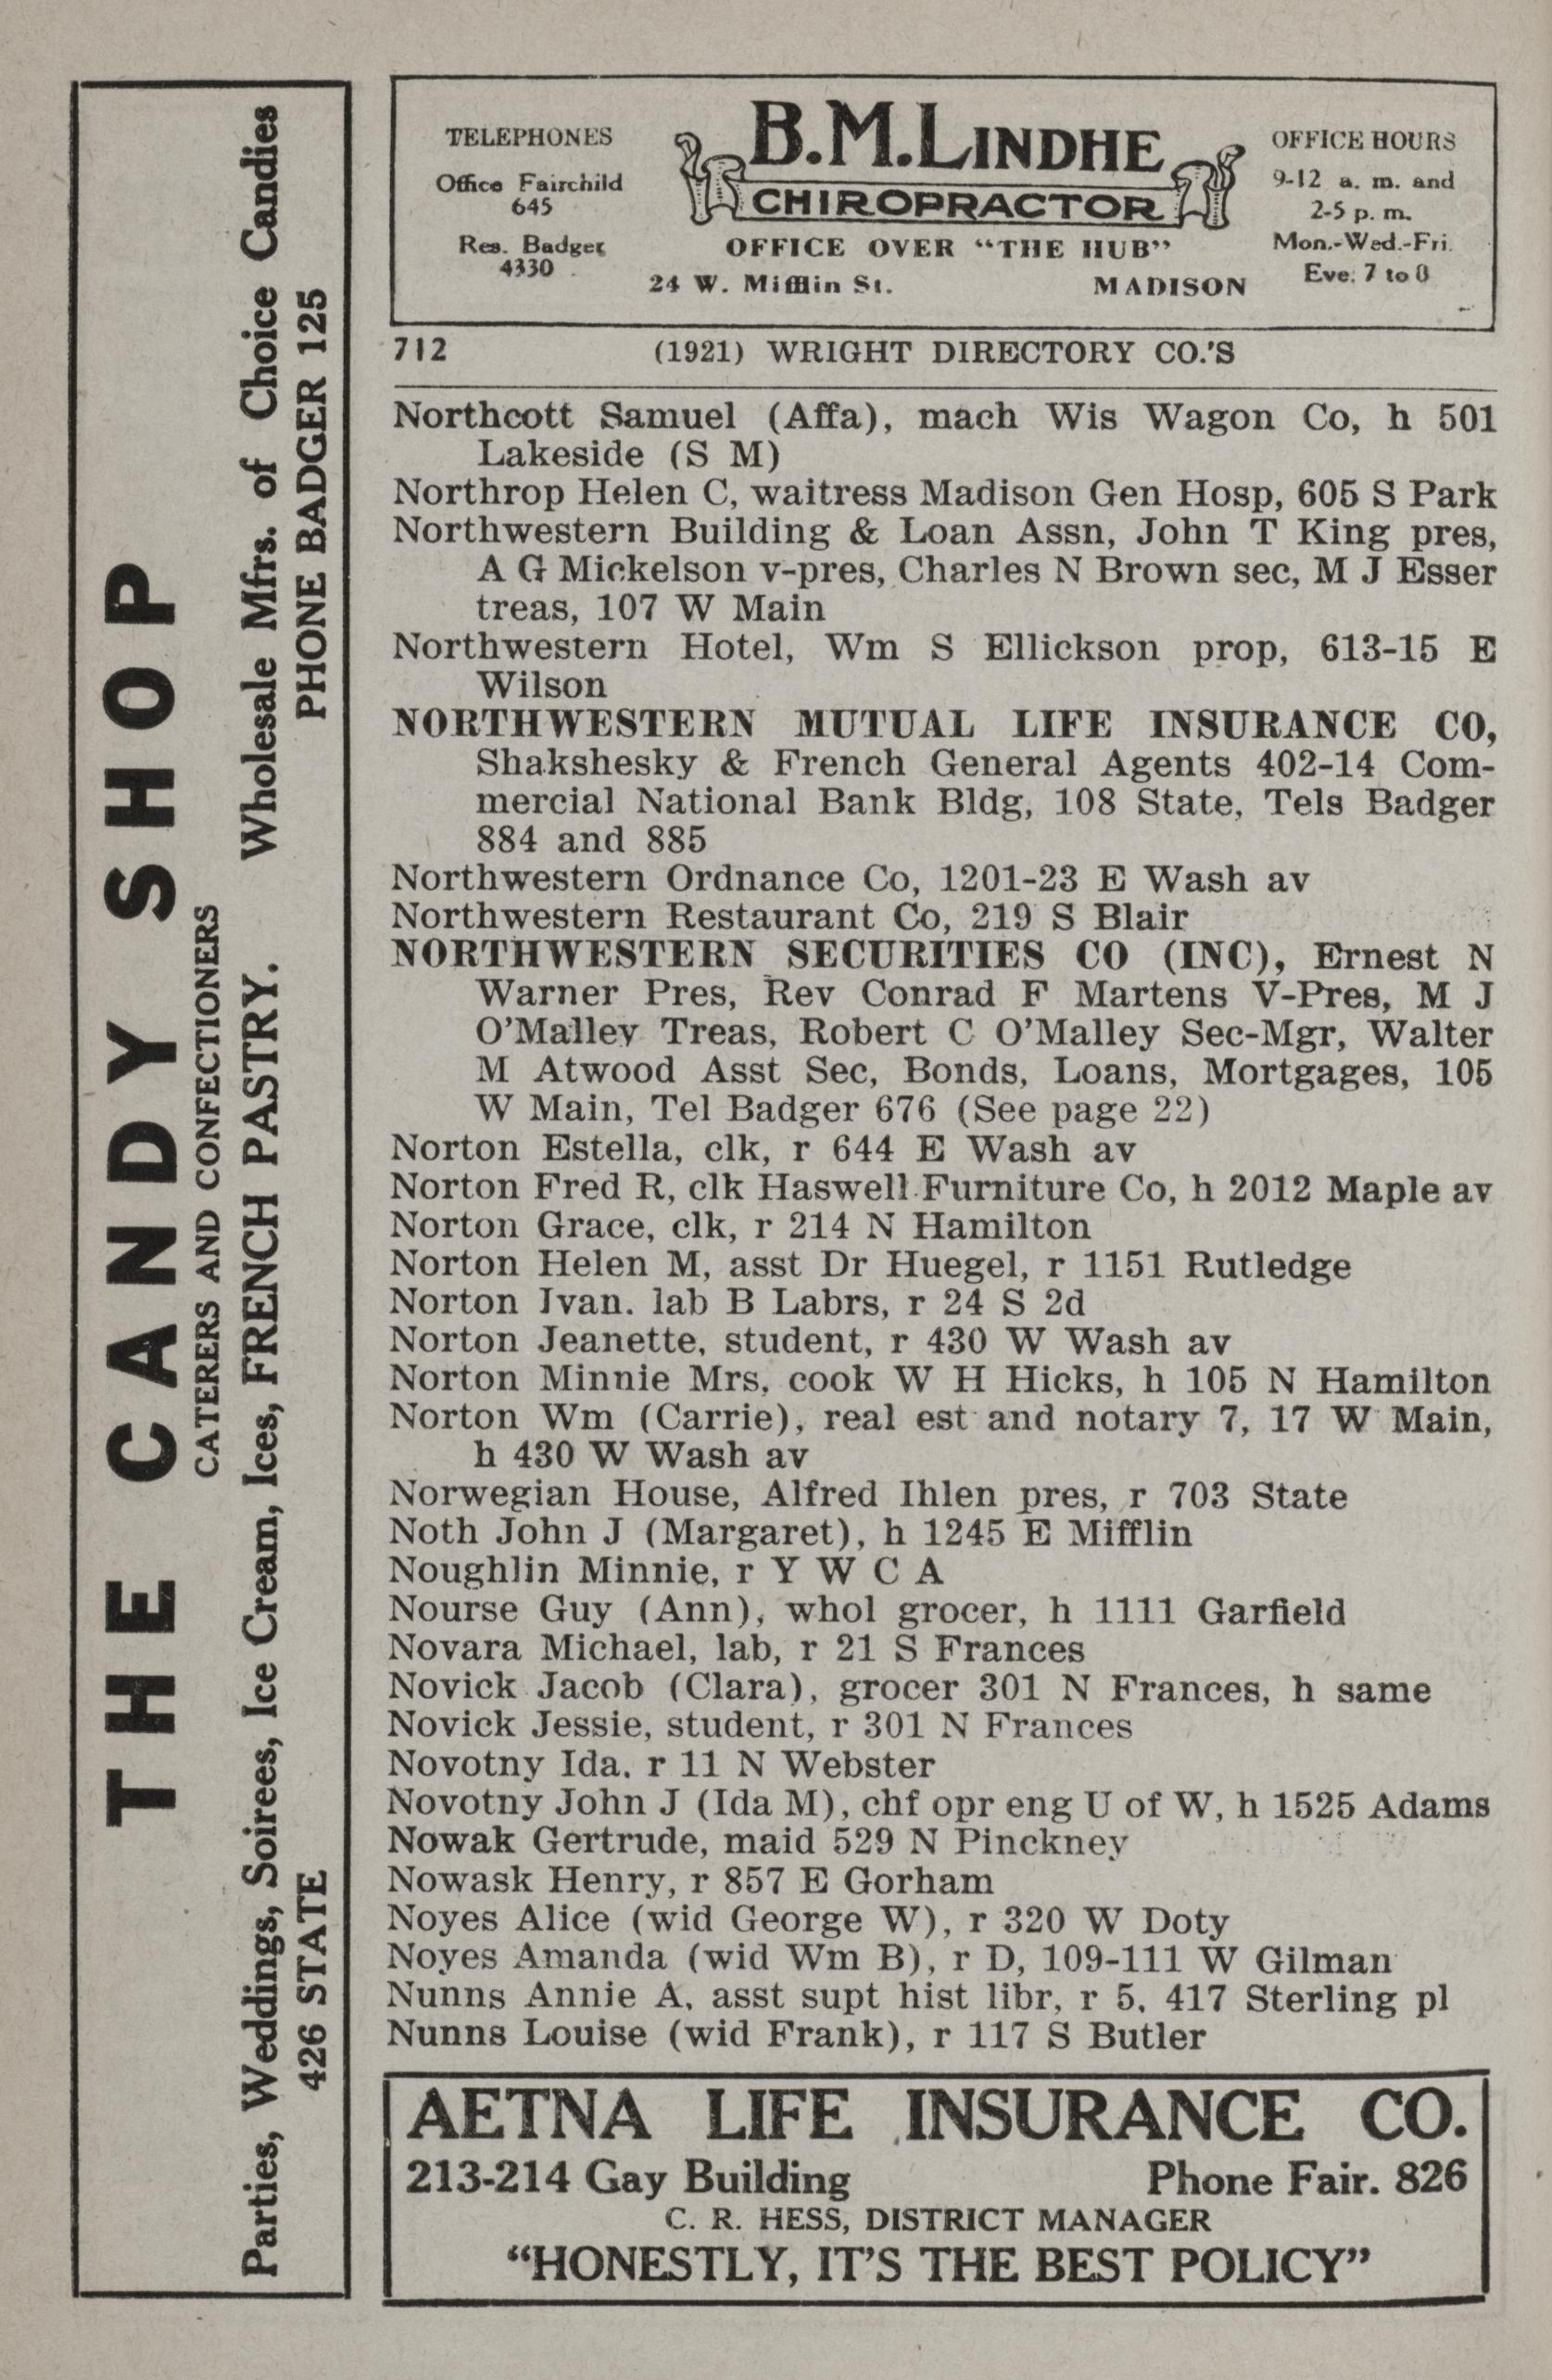 THE CANDY SHOP
CATERERS AND CONFECTIONERS
Parties, Weddings, Soirees, Ice Cream, Ices, FRENCH PASTRY. Wholesale Mfrs. of Choice Candies
426 STATE PHONE BADGER 125
TELEPHONES
Office Fairchild
645
Res. Badger
4330
B.M. LINDHE
CHIROPRACTOR
OFFICE OVER “THE HUB”
24 W. Mifflin St. MADISON
OFFICE HOURS
9-12 a. m. and
2-5 p. m.
Mon.-Wed.-Fri.
Eve. 7 to 8
712 (1921) WRIGHT DIRECTORY CO.'S
Northcott Samuel (Affa), mach Wis Wagon Co, h 501
Lakeside (S M)
Northrop Helen C, waitress Madison Gen Hosp, 605 S Park
Northwestern Building & Loan Assn, John T King pres,
A G Mickelson v-pres, Charles N Brown sec, M J Esser
treas, 107 W Main
Northwestern Hotel, Wm S Ellickson prop, 613-15 E
Wilson
NORTHWESTERN MUTUAL LIFE INSURANCE CO,
Shakshesky & French General Agents 402-14 Com-
mercial National Bank Bldg, 108 State, Tels Badger
884 and 885
Northwestern Ordnance Co, 1201-23 E Wash av
Northwestern Restaurant Co, 219 S Blair
NORTHWESTERN SECURITIES CO (INC), Ernest N
Warner Pres, Rev Conrad F Martens V-Pres, M J
O'Malley Treas, Robert C O'Malley Sec-Mgr, Walter
M Atwood Asst Sec, Bonds, Loans, Mortgages, 105
W Main, Tel Badger 676 (See page 22)
Norton Estella, clk, r 644 E Wash av
Norton Fred R, clk Haswell Furniture Co, h 2012 Maple av
Norton Grace, clk, r 214 N Hamilton
Norton Helen M, asst Dr Huegel, r 1151 Rutledge
Norton Ivan. lab B Labrs, r 24 S 2d
Norton Jeanette, student, r 430 W Wash av
Norton Minnie Mrs, cook W H Hicks, h 105 N Hamilton
Norton Wm (Carrie), real est and notary 7, 17 W Main,
h 430 W Wash av
Norwegian House, Alfred Ihlen pres, r 703 State
Noth John J (Margaret), h 1245 E Mifflin
Noughlin Minnie, r Y W C A
Nourse Guy (Ann), whol grocer, h 1111 Garfield
Novara Michael, lab, r 21 S Frances
Novick Jacob (Clara), grocer 301 N Frances, h same
Novick Jessie, student, r 301 N Frances
Novotny Ida. r 11 N Webster
Novotny John J (Ida M), chf opr eng U of W, h 1525 Adams
Nowak Gertrude, maid 529 N Pinckney
Nowask Henry, r 857 E Gorham
Noyes Alice (wid George W), r 320 W Doty
Noyes Amanda (wid Wm B), r D, 109-111 W Gilman
Nunns Annie A, asst supt hist libr, r 5, 417 Sterling pl
Nunns Louise (wid Frank), r 117 S Butler
AETNA LIFE INSURANCE CO.
213-214 Gay Building Phone Fair. 826
C. R. HESS, DISTRICT MANAGER
“HONESTLY, IT'S THE BEST POLICY”